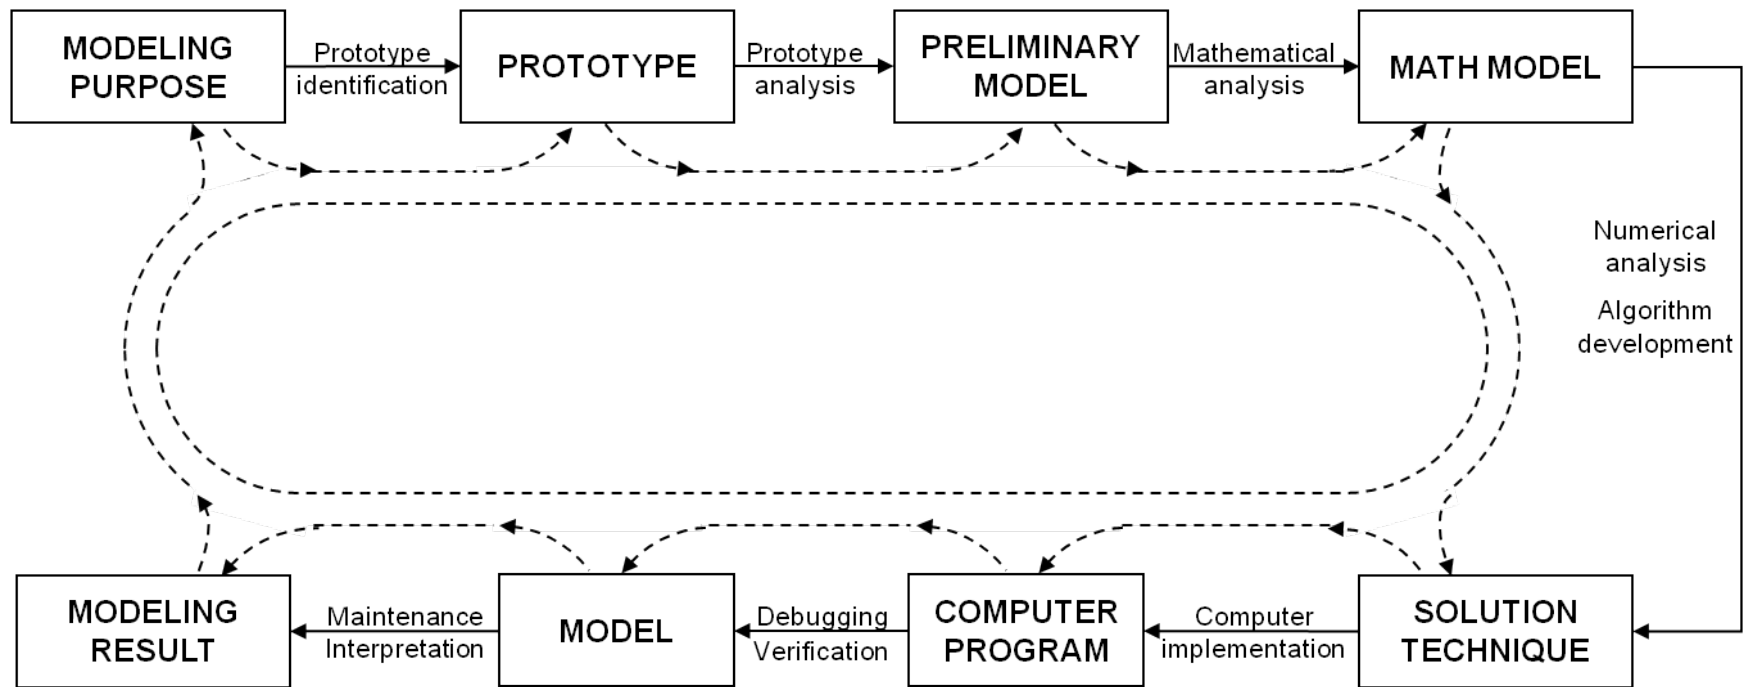 MODELING
PURPOSE
Prototype
identification
PROTOTYPE
Prototype
analysis
PRELIMINARY
MODEL
Mathematical
analysis
MATH MODEL
Numerical
analysis
Algorithm
development
MODELING
RESULT
Maintenance
Interpretation
MODEL
Debugging
Verification
COMPUTER
PROGRAM
Computer
implementation
SOLUTION
TECHNIQUE